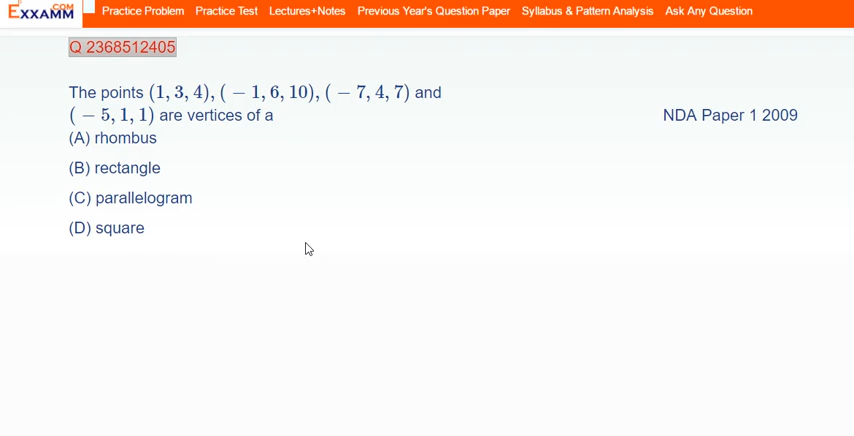 EXXAMM.COM Practice Problem Practice Test Lectures+Notes Previous Year's Question Paper Syllabus & Pattern Analysis Ask Any Question
Q 2368512405
The points (1, 3, 4), ( − 1, 6, 10), ( − 7, 4, 7) and
( − 5, 1, 1) are vertices of a NDA Paper 1 2009
(A) rhombus
(B) rectangle
(C) parallelogram
(D) square